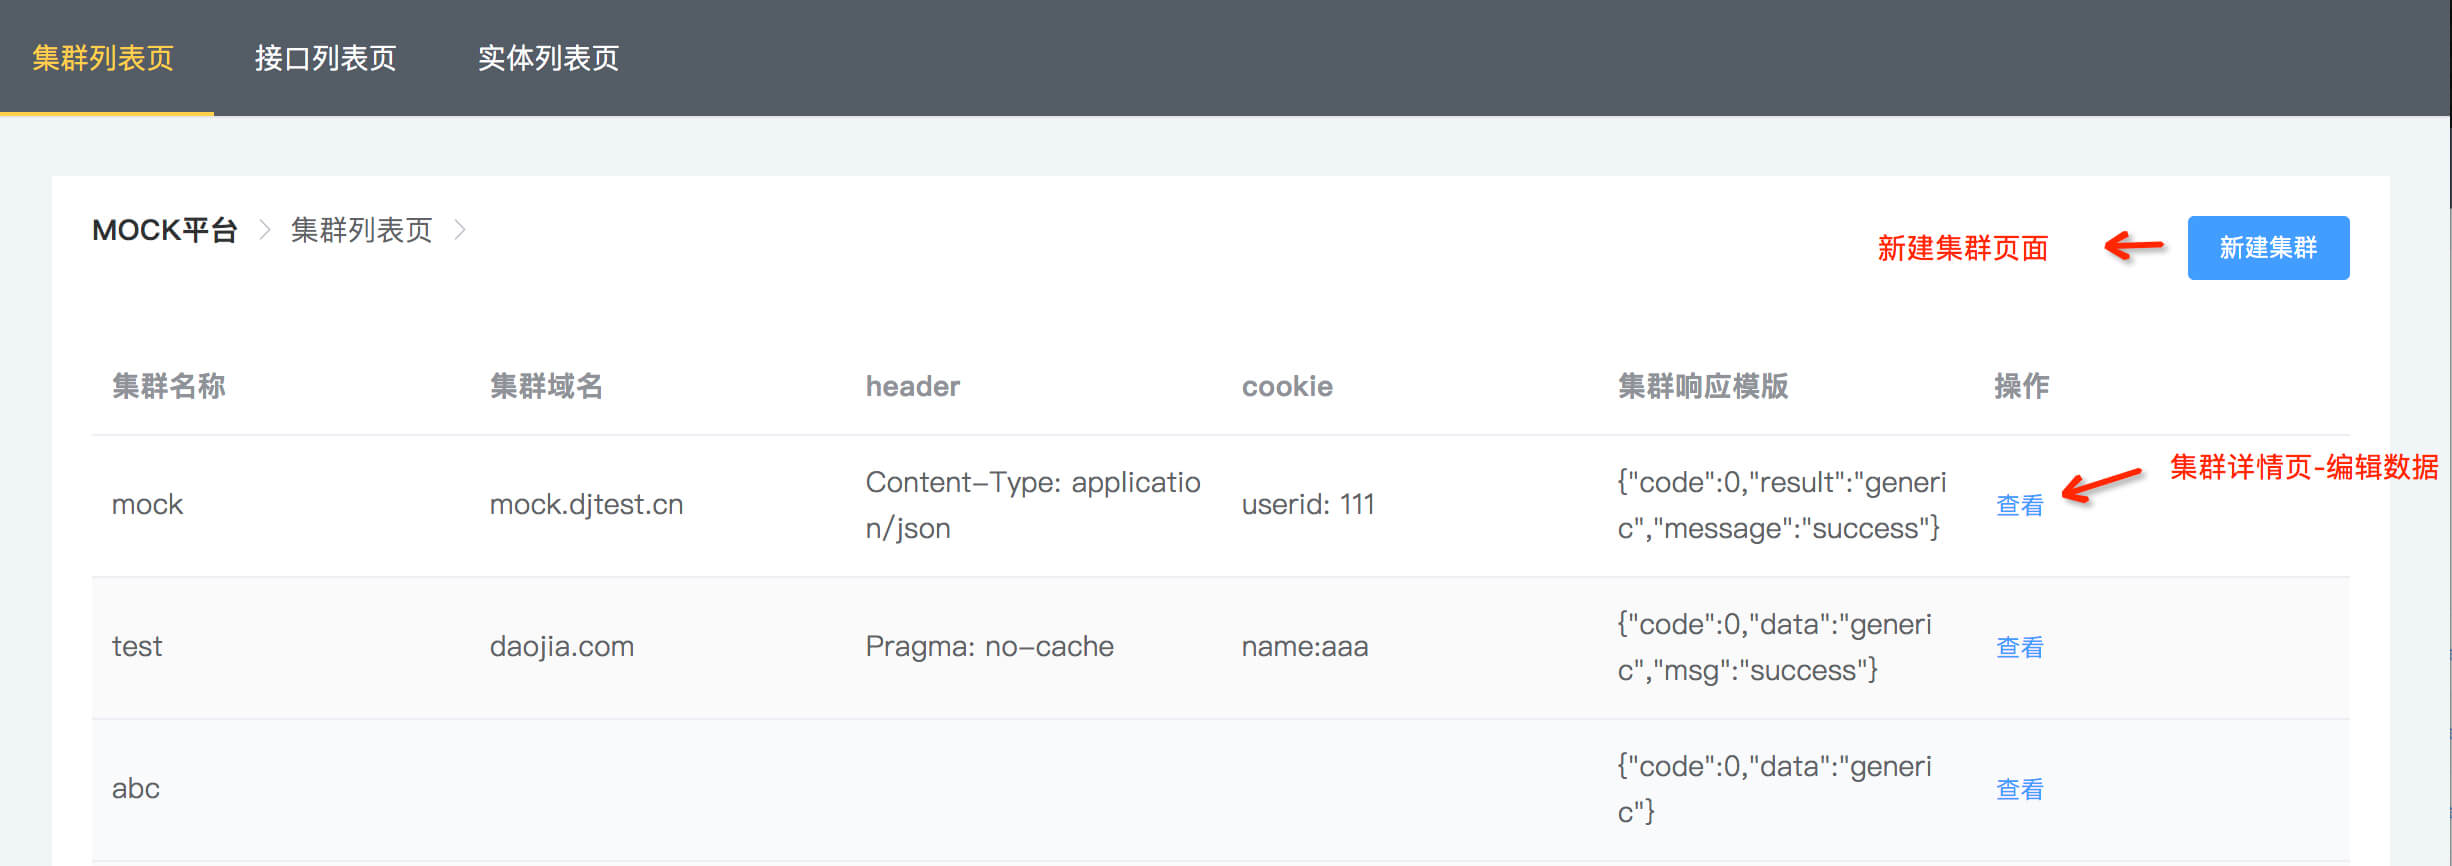 集群列表页 接口列表页 实体列表页
MOCK平台 集群列表页
新建集群页面 新建集群
集群名称 集群域名 header cookie 集群响应模版 操作
集群详情页-编辑数据
mock mock.djtest.cn Content-Type: applicatio userid: 111 {"code":0,"result":"generi 查看
n/json c","message":"success"}
test daojia.com Pragma: no-cache name:aaa {"code":0,"data":"generi 查看
c","msg":"success"}
abc {"code":0,"data":"generi 查看
c"}